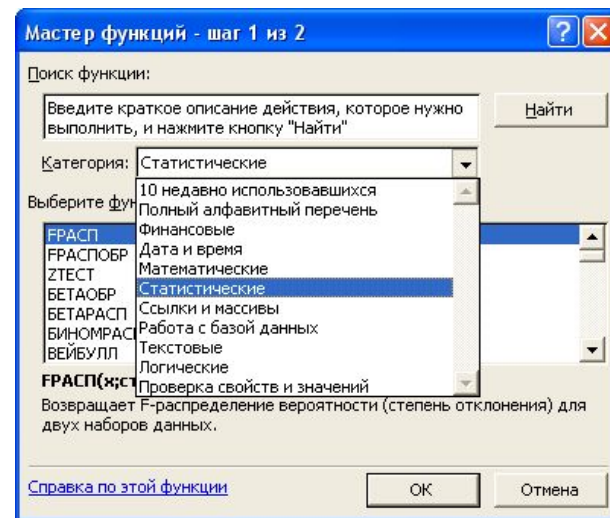 Мастер функций - шаг 1 из 2
Поиск функции:
Введите краткое описание действия, которое нужно
выполнить, и нажмите кнопку "Найти"
Найти
Категория: Статистические
10 недавно использовавшихся
Полный алфавитный перечень
Финансовые
Дата и время
Математические
Статистические
Ссылки и массивы
Работа с базой данных
Текстовые
Логические
Проверка свойств и значений
Выберите
FРАСП
FРАСПОБР
ZТЕСТ
БЕТАОБР
БЕТАРАСП
ВЕЙБУЛЛ
Возвращает F-распределение вероятности (степень отклонения) для
двух наборов данных.
Справка по этой функции
ОК
Отмена